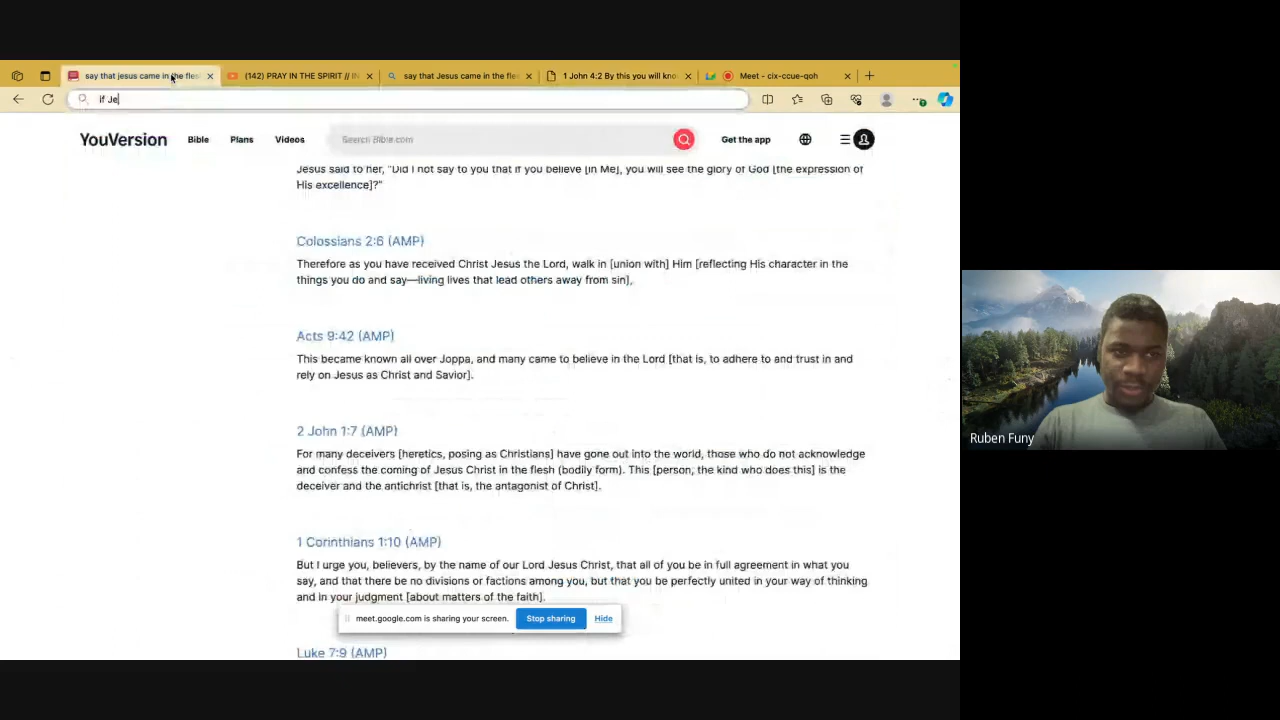 say that jesus came in the fles
(142) PRAY IN THE SPIRIT // IN
say that Jesus came in the fle
1 John 4:2 By this you will kno
Meet - cix-ccue-qoh
if Je
YouVersion
Bible
Plans
Videos
Search Bible.com
Get the app
Jesus said to her, "Did I not say to you that if you believe [in Me], you will see the glory of God [the expression of
His excellence]?"
Colossians 2:6 (AMP)
Therefore as you have received Christ Jesus the Lord, walk in [union with] Him [reflecting His character in the
things you do and say—living lives that lead others away from sin],
Acts 9:42 (AMP)
This became known all over Joppa, and many came to believe in the Lord [that is, to adhere to and trust in and
rely on Jesus as Christ and Savior].
2 John 1:7 (AMP)
For many deceivers [heretics, posing as Christians] have gone out into the world, those who do not acknowledge
and confess the coming of Jesus Christ in the flesh (bodily form). This [person, the kind who does this] is the
deceiver and the antichrist [that is, the antagonist of Christ].
1 Corinthians 1:10 (AMP)
But I urge you, believers, by the name of our Lord Jesus Christ, that all of you be in full agreement in what you
say, and that there be no divisions or factions among you, but that you be perfectly united in your way of thinking
and in your judgment [about matters of the faith].
meet.google.com is sharing your screen.
Stop sharing
Hide
Luke 7:9 (AMP)
Ruben Funy